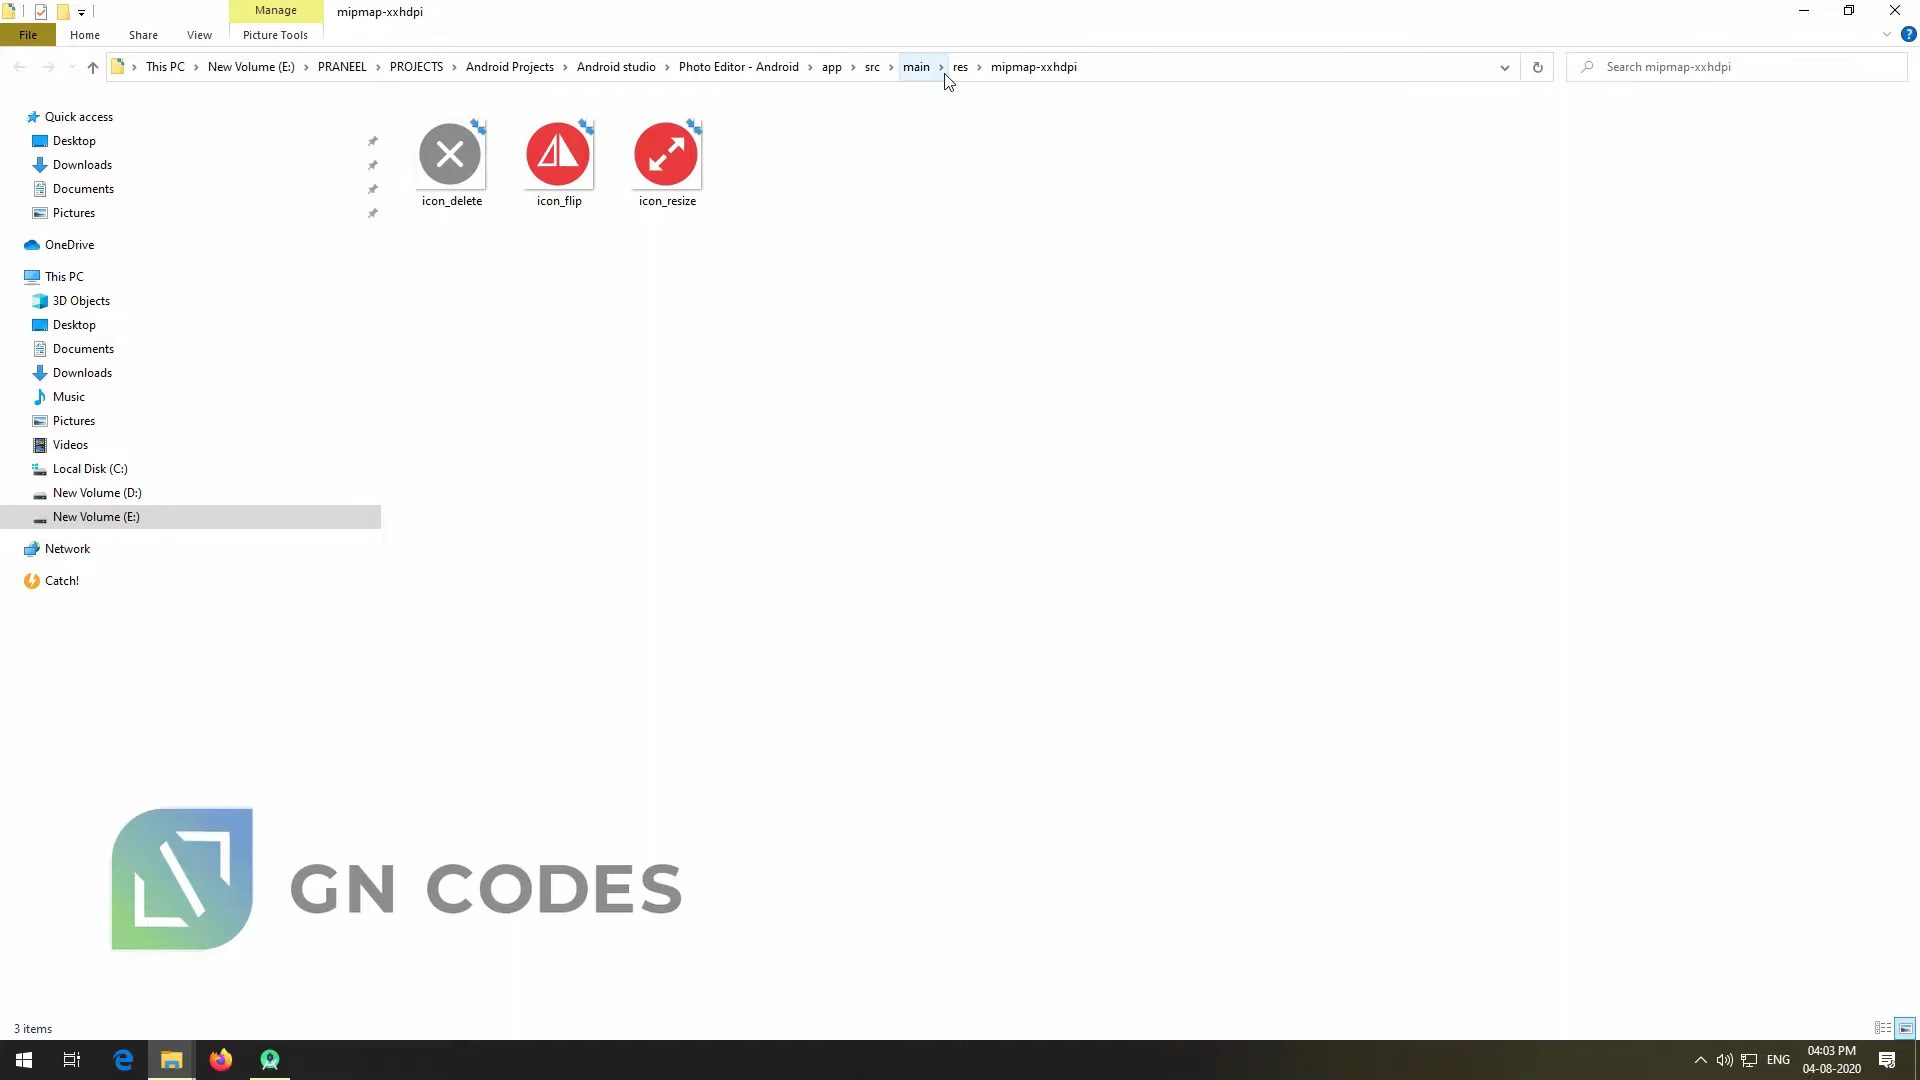 Manage
mipmap-xxhdpi
File
Home
Share
View
Picture Tools
This PC
New Volume (E:)
PRANEEL
PROJECTS
Android Projects
Android studio
Photo Editor - Android
app
src
main
res
mipmap-xxhdpi
Search mipmap-xxhdpi
Quick access
Desktop
Downloads
Documents
Pictures
OneDrive
This PC
3D Objects
Desktop
Documents
Downloads
Music
Pictures
Videos
Local Disk (C:)
New Volume (D:)
New Volume (E:)
Network
Catch!
icon_delete
icon_flip
icon_resize
GN CODES
3 items
ENG
04:03 PM
04-08-2020